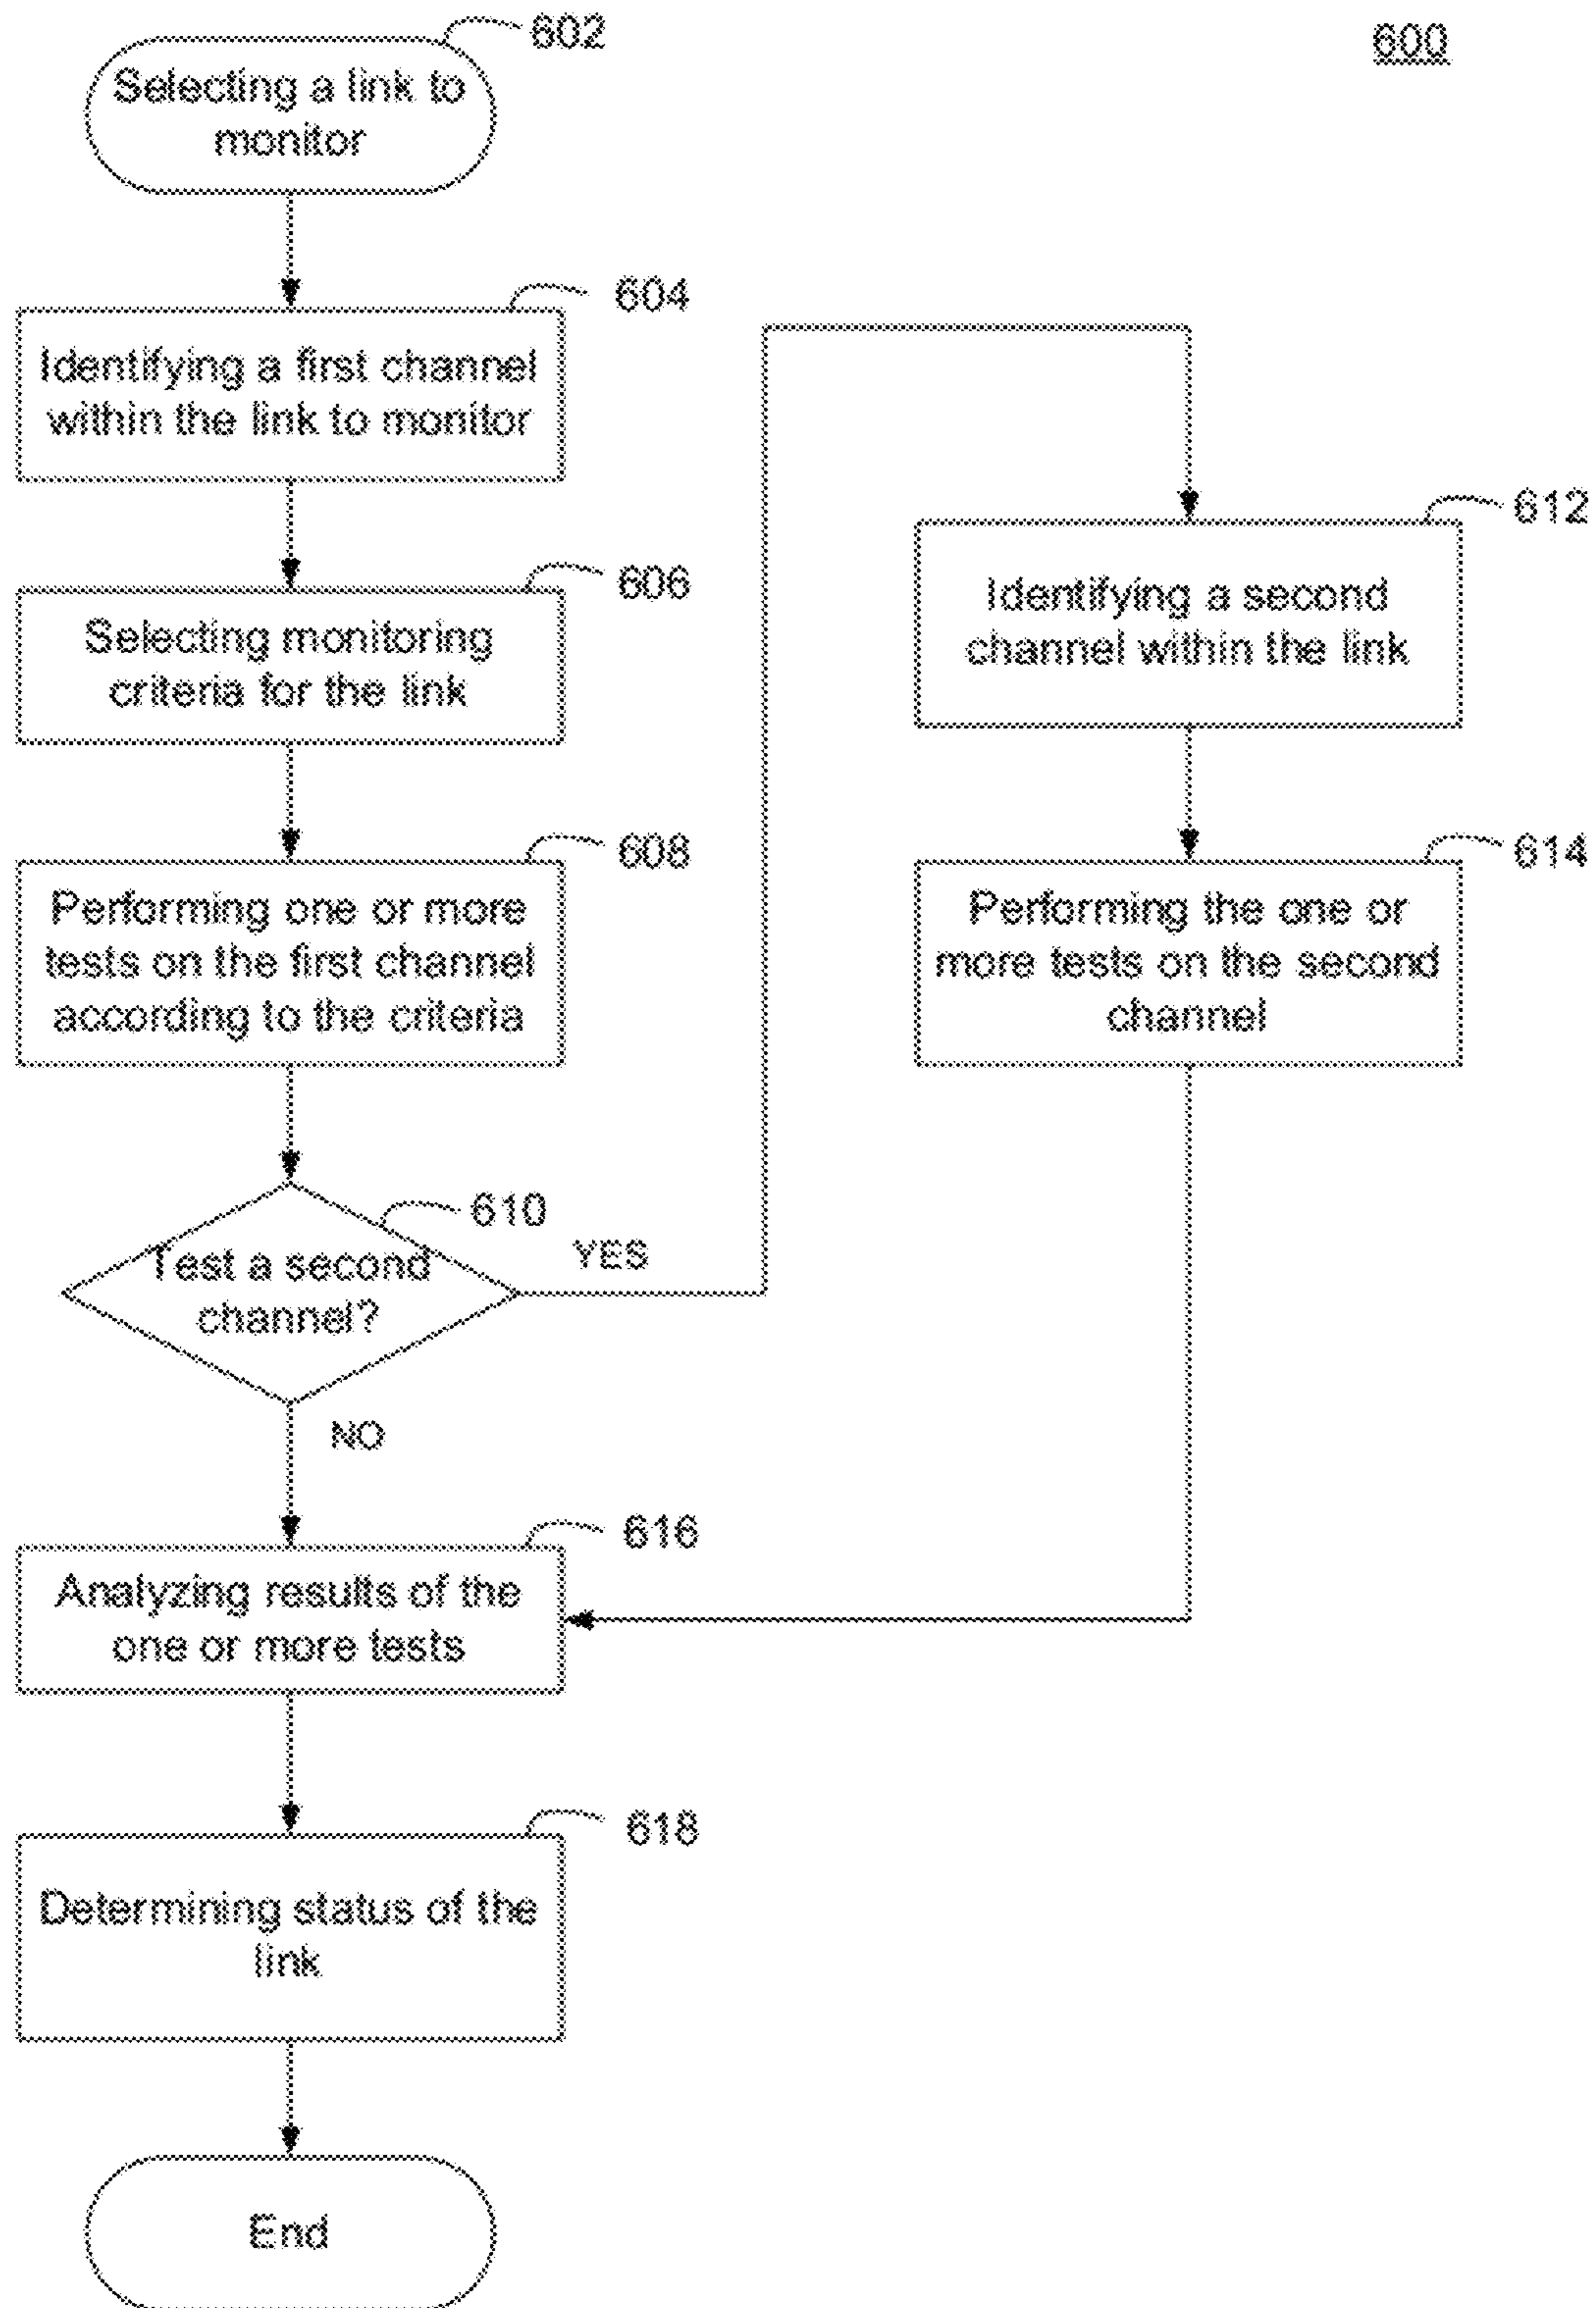 602
600
Selecting a link to
monitor
604
Identifying a first channel
within the link to monitor
606
Selecting monitoring
criteria for the link
608
Performing one or more
tests on the first channel
according to the criteria
610
Test a second
channel?
YES
NO
612
Identifying a second
channel within the link
614
Performing the one or
more tests on the second
channel
616
Analyzing results of the
one or more tests
618
Determining status of the
link
End